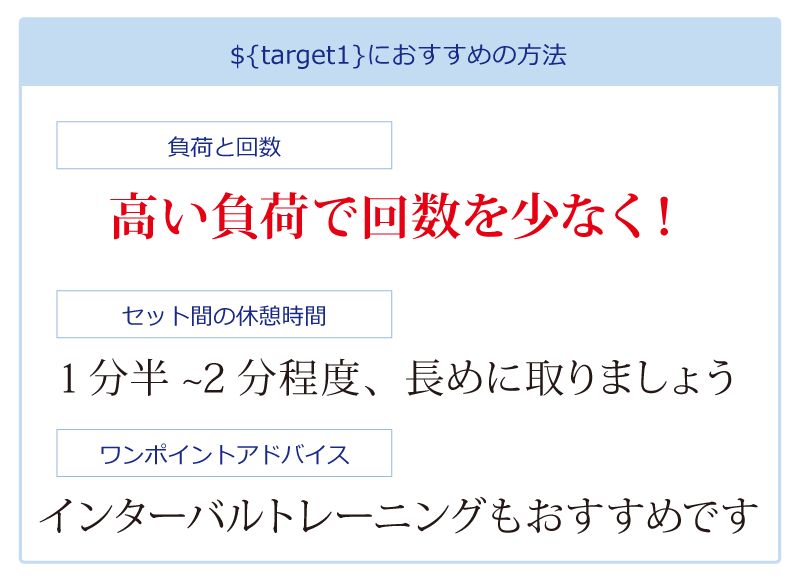 ${target1}におすすめの方法
負荷と回数
高い負荷で回数を少なく！
セット間の休憩時間
1分半~2分程度、長めに取りましょう
ワンポイントアドバイス
インターバルトレーニングもおすすめです